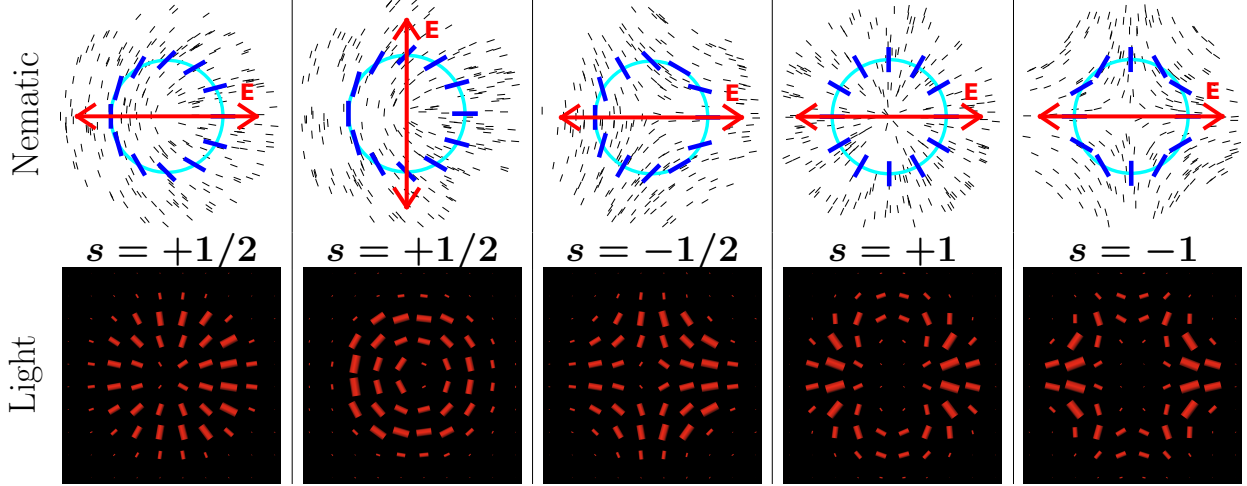 Nematic
E
E
E
E
E
s = +1/2
s = +1/2
s = −1/2
s = +1
s = −1
Light